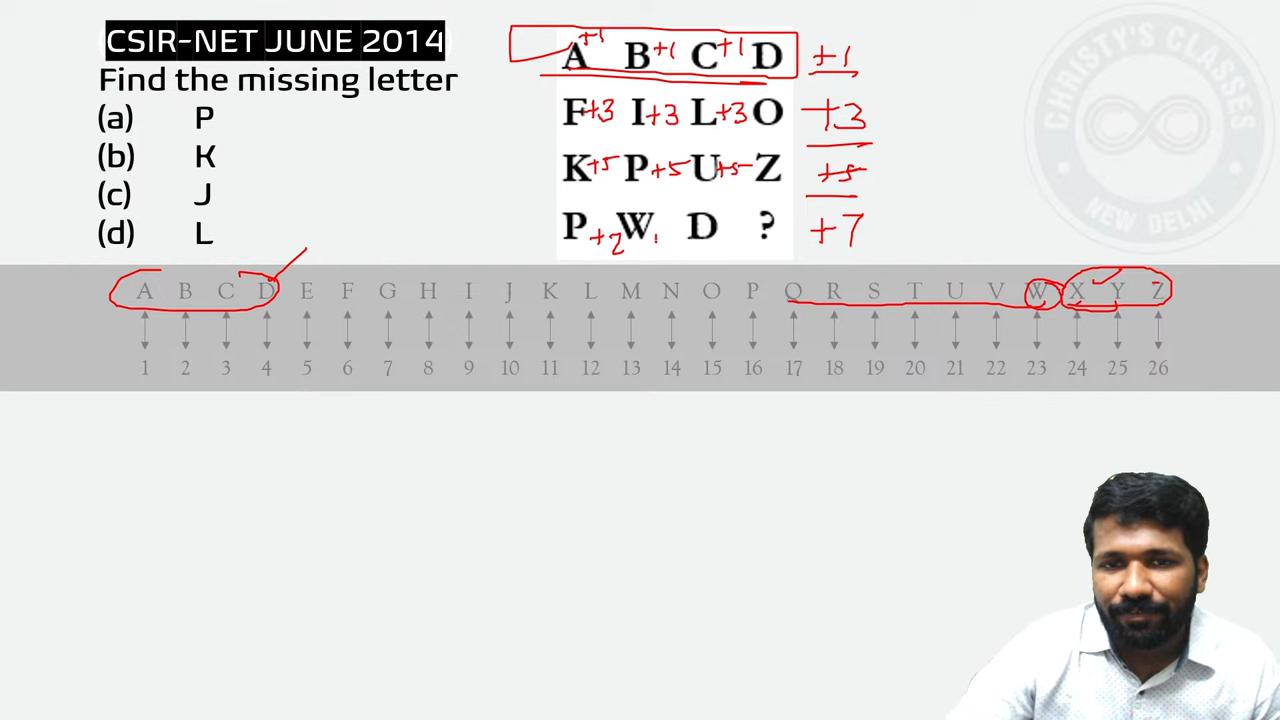 CSIR-NET JUNE 2014
Find the missing letter
(a) P
(b) K
(c) J
(d) L
A +1 B +1 C +1 D +1
F +3 I +3 L +3 O +3
K +5 P +5 U +5 Z +5
P +2 W D ? +7
CHRISTY'S CLASSES
NEW DELHI
A B C D E F G H I J K L M N O P Q R S T U V W X Y Z
1 2 3 4 5 6 7 8 9 10 11 12 13 14 15 16 17 18 19 20 21 22 23 24 25 26